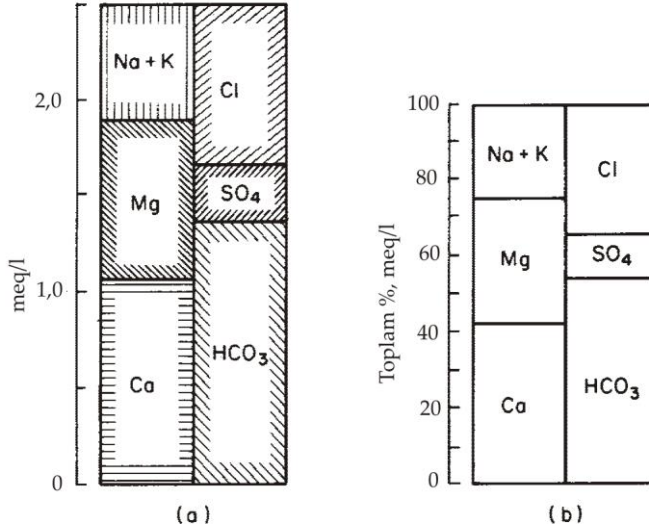 meq/l
2,0
1,0
0
Na + K
Mg
Ca
Cl
SO₄
HCO₃
(a)
Toplam %, meq/l
100
80
60
40
20
0
Na + K
Mg
Ca
Cl
SO₄
HCO₃
(b)